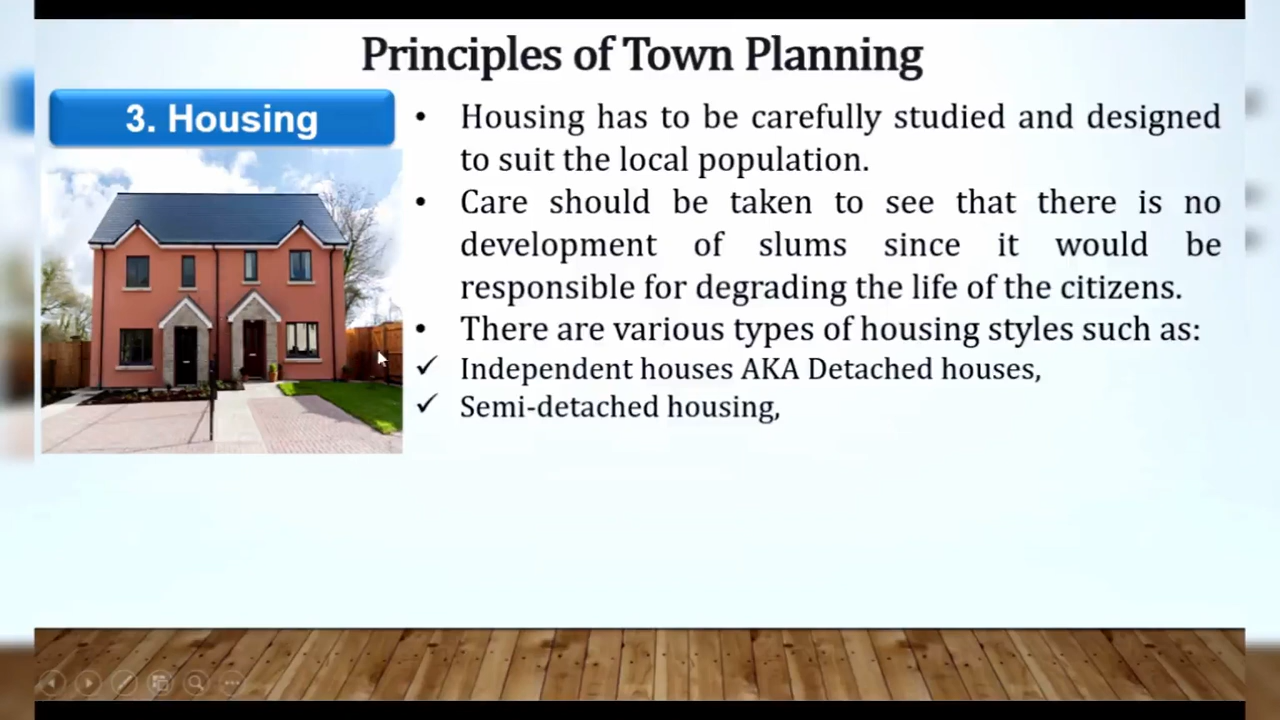 Principles of Town Planning
3. Housing
• Housing has to be carefully studied and designed
to suit the local population.
• Care should be taken to see that there is no
development of slums since it would be
responsible for degrading the life of the citizens.
• There are various types of housing styles such as:
✓ Independent houses AKA Detached houses,
✓ Semi-detached housing,